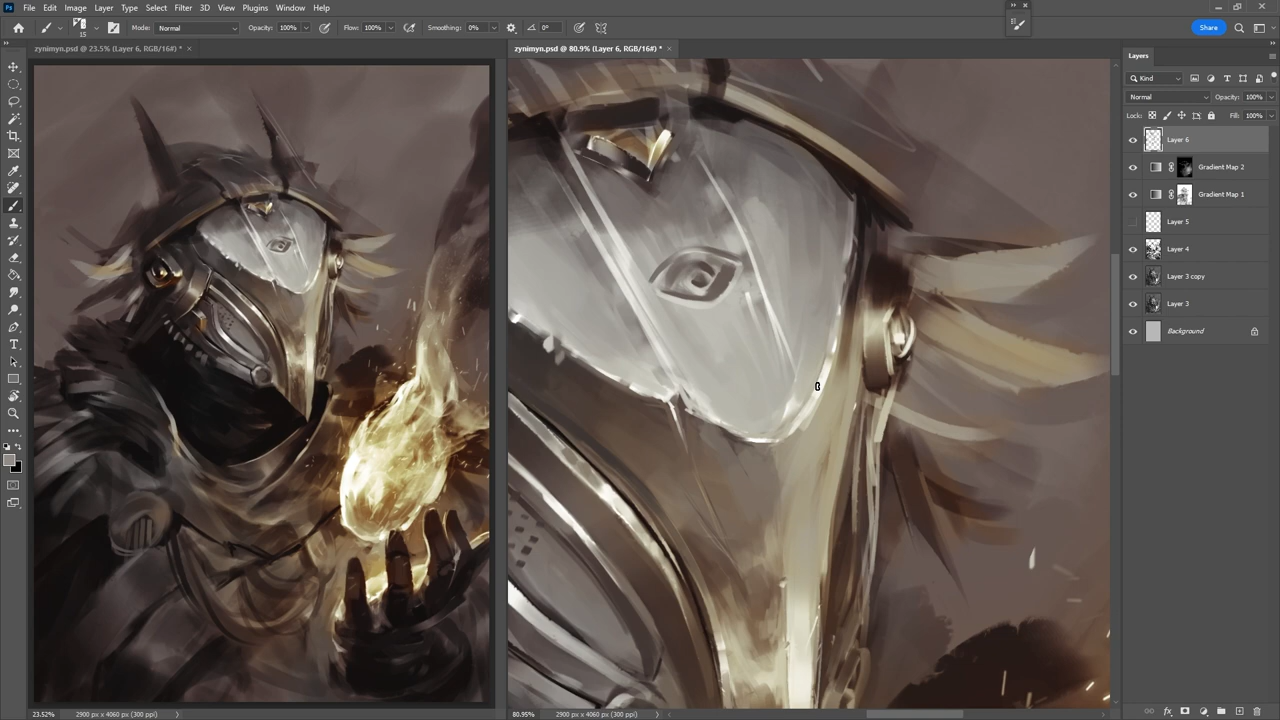 Ps File Edit Image Layer Type Select Filter 3D View Plugins Window Help
15 Mode: Normal Opacity: 100% Flow: 100% Smoothing: 0% 0° Share
zynimyn.psd @ 23.5% (Layer 6, RGB/16#) * ×
zynimyn.psd @ 80.9% (Layer 6, RGB/16#) * ×
Layers
Kind
Normal Opacity: 100%
Lock: Fill: 100%
Layer 6
Gradient Map 2
Gradient Map 1
Layer 5
Layer 4
Layer 3 copy
Layer 3
Background
23.52% 2900 px x 4060 px (300 ppi)
80.95% 2900 px x 4060 px (300 ppi)